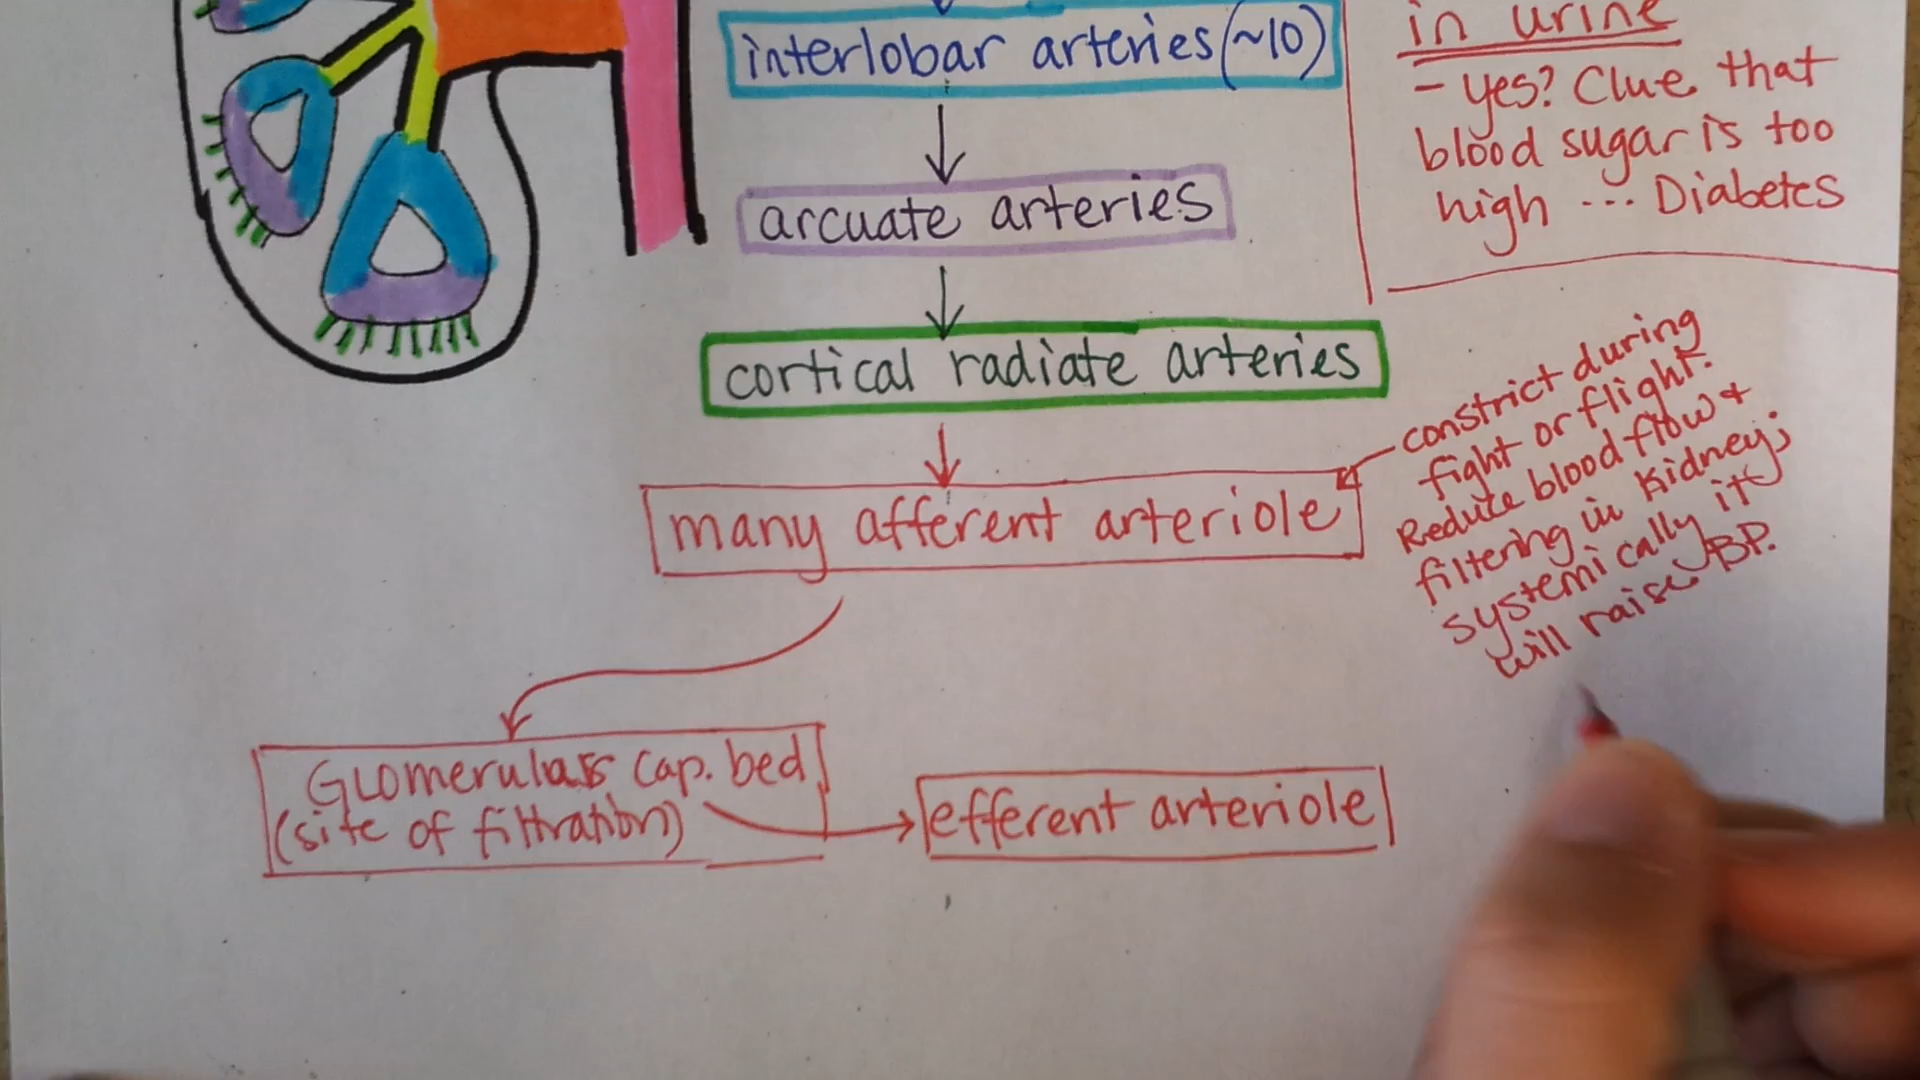 interlobar arteries (~10)
arcuate arteries
cortical radiate arteries
many afferent arteriole
Glomerular cap. bed
(site of filtration)
efferent arteriole
in urine
- yes? Clue that
blood sugar is too
high ... Diabetes
constrict during
fight or flight.
Reduce blood flow +
filtering in kidney;
systemically it
will raise BP.